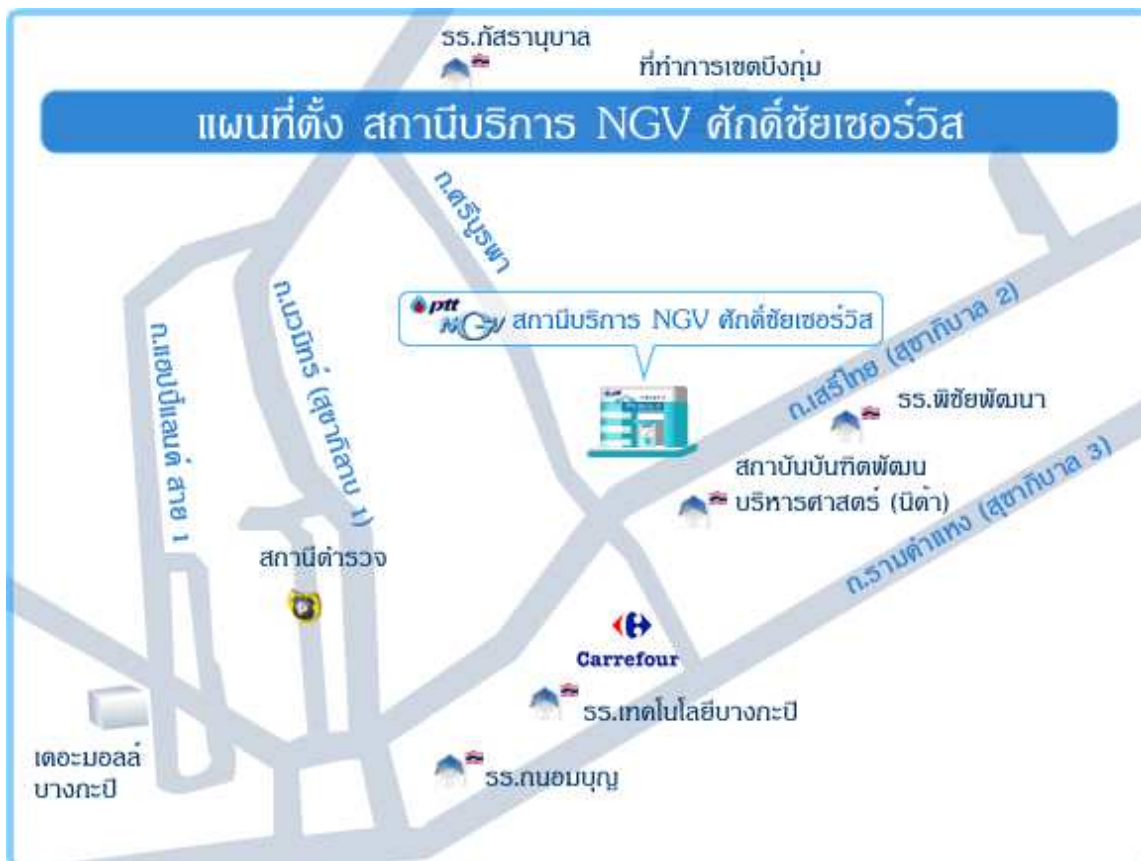 รร.ภัสรานุบาล
ที่ทำการเขตบึงกุ่ม
แผนที่ตั้ง สถานีบริการ NGV ศักดิ์ชัยเซอร์วิส
ถ.ศรีบูรพา
ptt
NGV สถานีบริการ NGV ศักดิ์ชัยเซอร์วิส
ถ.นวมิทร์ (สุขาภิลาบ 1)
ถ.แฮปปี้แลนด์ สาย 1
ถ.เสรีไทย (สุขาภิบาล 2)
รร.พิชัยพัฒนา
สถาบันบันฑิตพัฒน
บริหารศาสตร์ (นิด้า)
ถ.รามคำแหง (สุขาภิบาล 3)
สถานีตำรวจ
Carrefour
รร.เทคโนโลยีบางกะปิ
เดอะมอลล์
บางกะปิ
รร.ถนอมบุญ